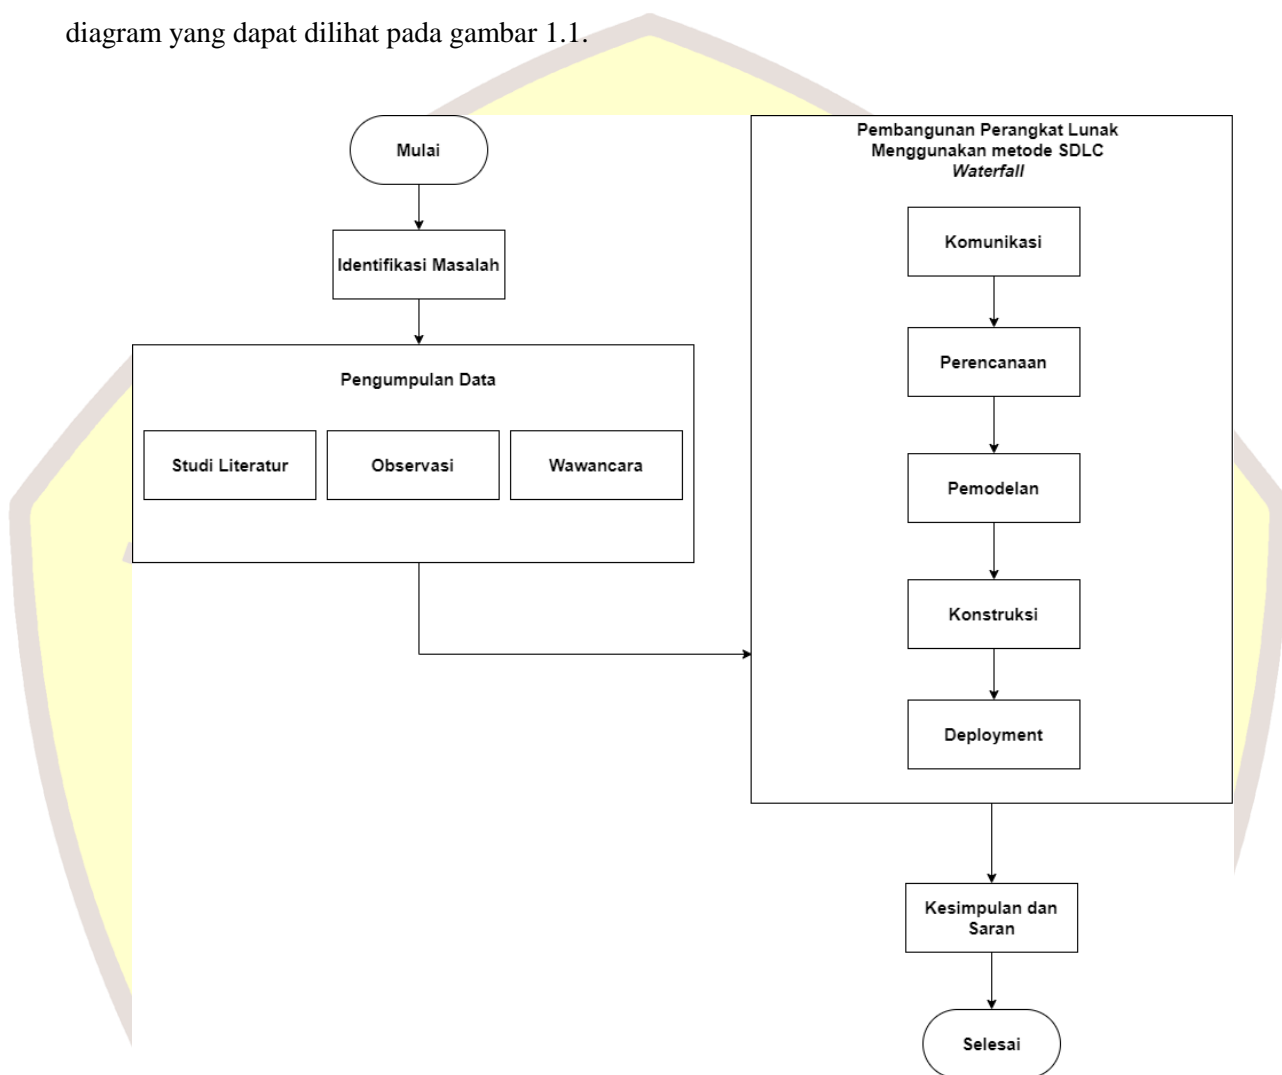 diagram yang dapat dilihat pada gambar 1.1.
Mulai
Identifikasi Masalah
Pengumpulan Data
Studi Literatur
Observasi
Wawancara
Pembangunan Perangkat Lunak
Menggunakan metode SDLC
Waterfall
Komunikasi
Perencanaan
Pemodelan
Konstruksi
Deployment
Kesimpulan dan
Saran
Selesai